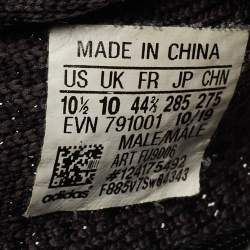 MADE IN CHINA
US UK FR JP CHN
10½ 10 44⅔ 285 275
EVN 791001 10/19
MALE/MALE
ART FU9006
#124175492
F885V7SW84343
adidas